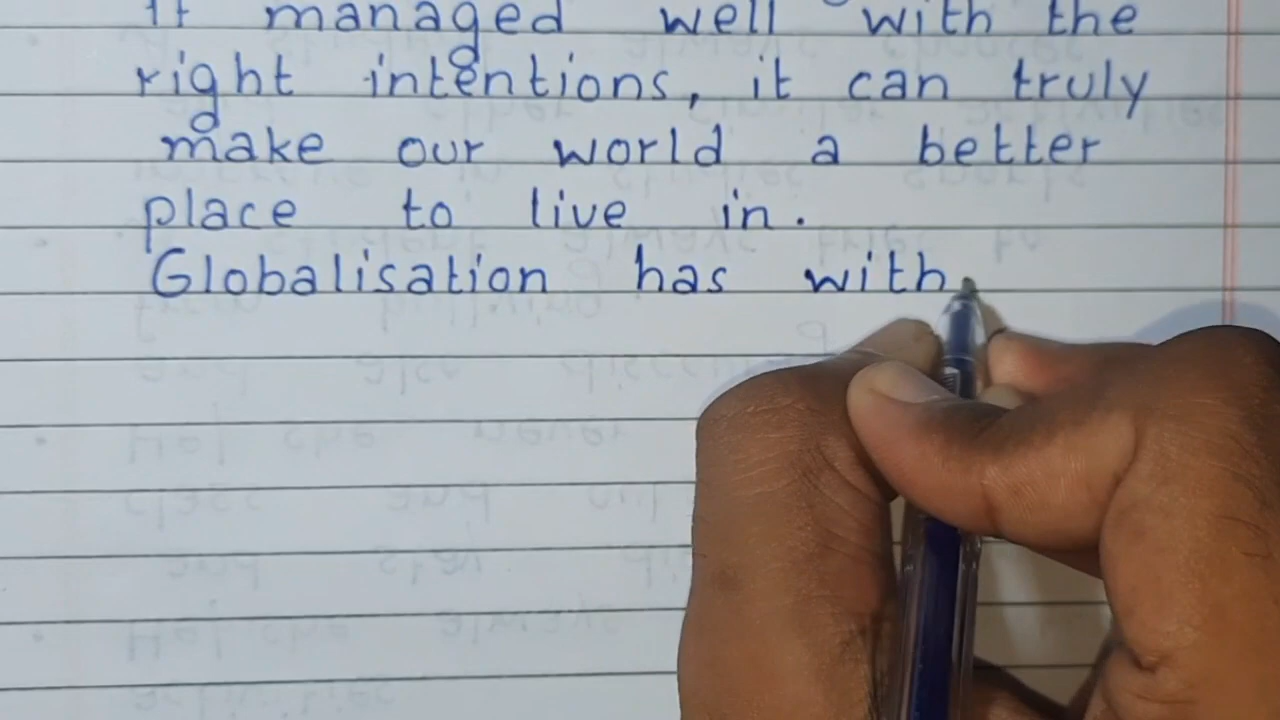 If managed well with the
right intentions, it can truly
make our world a better
place to live in.
Globalisation has with